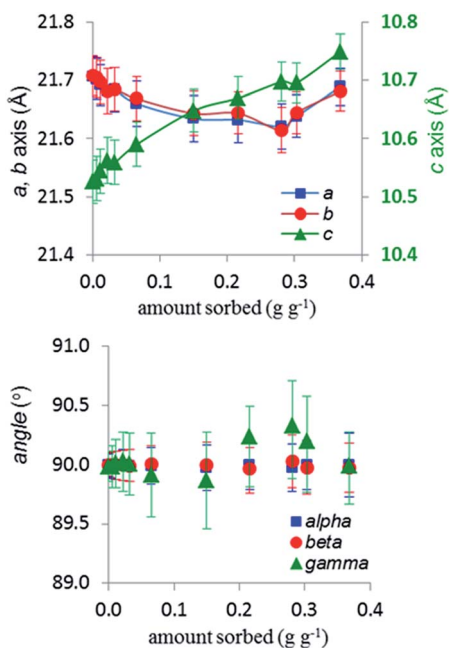 21.8
10.8
21.7
10.7
21.6
10.6
21.5
10.5
21.4
10.4
a, b axis (Å)
c axis (Å)
a
b
c
0.0 0.1 0.2 0.3 0.4
amount sorbed (g g⁻¹)
91.0
90.5
90.0
89.5
89.0
angle (°)
alpha
beta
gamma
0.0 0.1 0.2 0.3 0.4
amount sorbed (g g⁻¹)